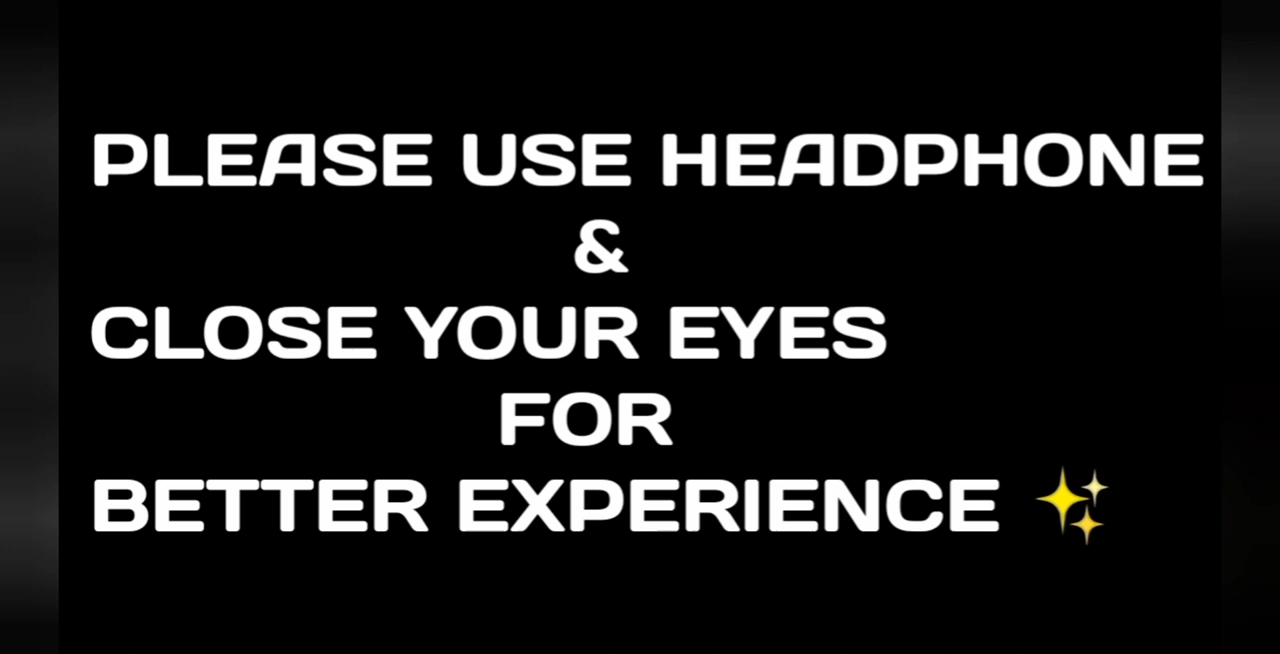 PLEASE USE HEADPHONE
&
CLOSE YOUR EYES
FOR
BETTER EXPERIENCE ✨